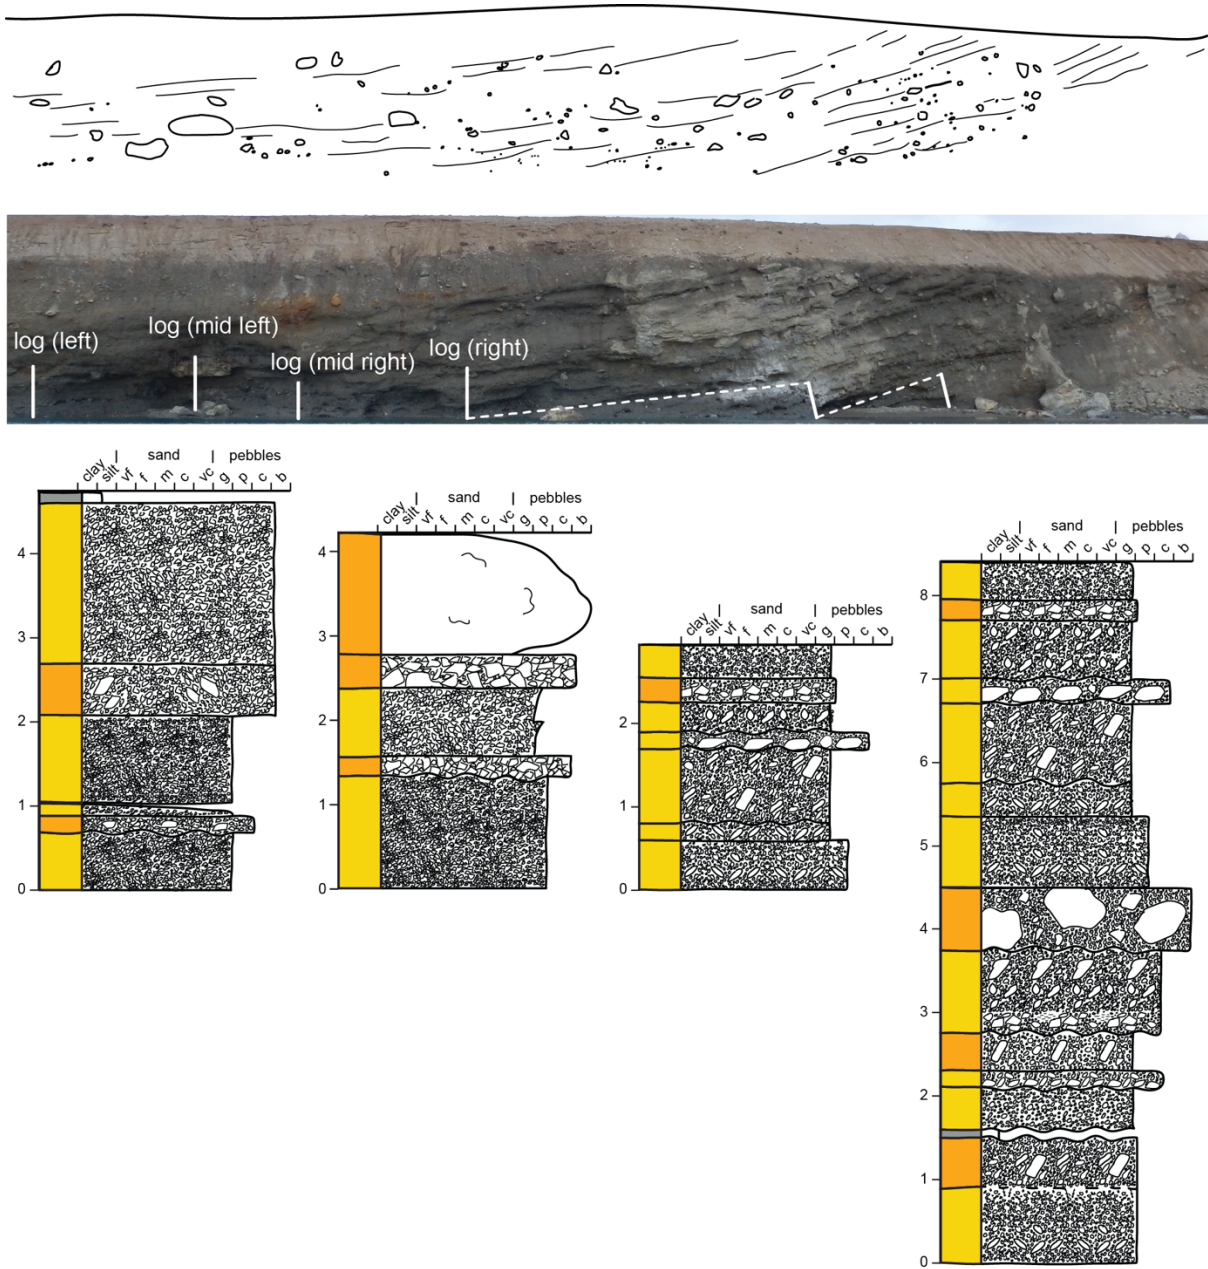 log (left)
log (mid left)
log (mid right)
log (right)
sand pebbles
clay silt vf f m c vc g p c b
4
3
2
1
0
sand pebbles
clay silt vf f m c vc g p c b
4
3
2
1
0
sand pebbles
clay silt vf f m c vc g p c b
2
1
0
sand pebbles
clay silt vf f m c vc g p c b
8
7
6
5
4
3
2
1
0